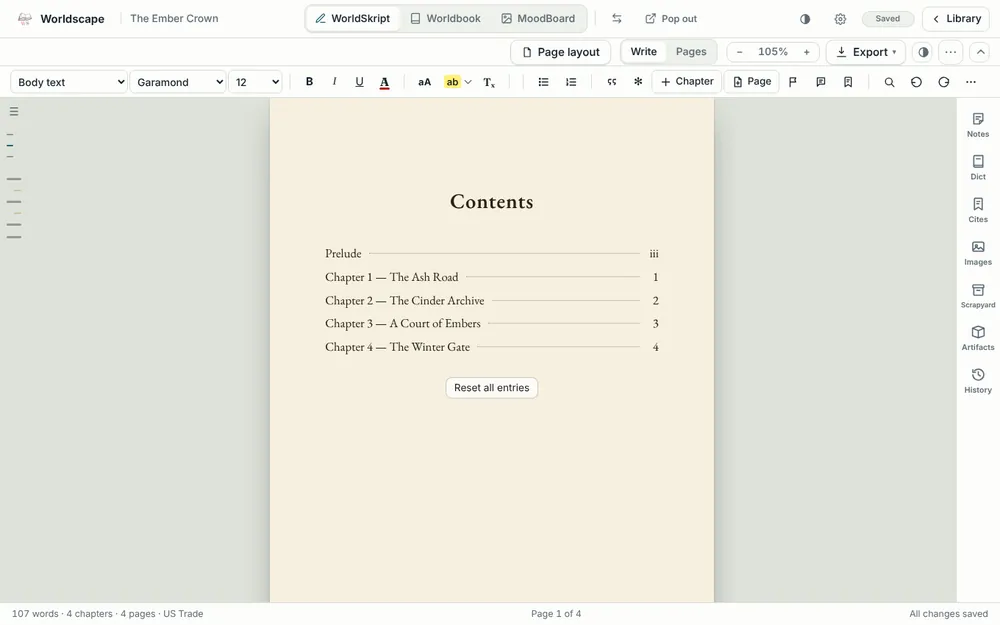 Worldscape The Ember Crown WorldSkript Worldbook MoodBoard Pop out Saved Library
Page layout Write Pages − 105% + Export ▾ ···
Body text Garamond 12 B I U A aA ab Tx + Chapter Page ···
Contents
Prelude iii
Chapter 1 — The Ash Road 1
Chapter 2 — The Cinder Archive 2
Chapter 3 — A Court of Embers 3
Chapter 4 — The Winter Gate 4
Reset all entries
Notes
Dict
Cites
Images
Scrapyard
Artifacts
History
107 words · 4 chapters · 4 pages · US Trade Page 1 of 4 All changes saved